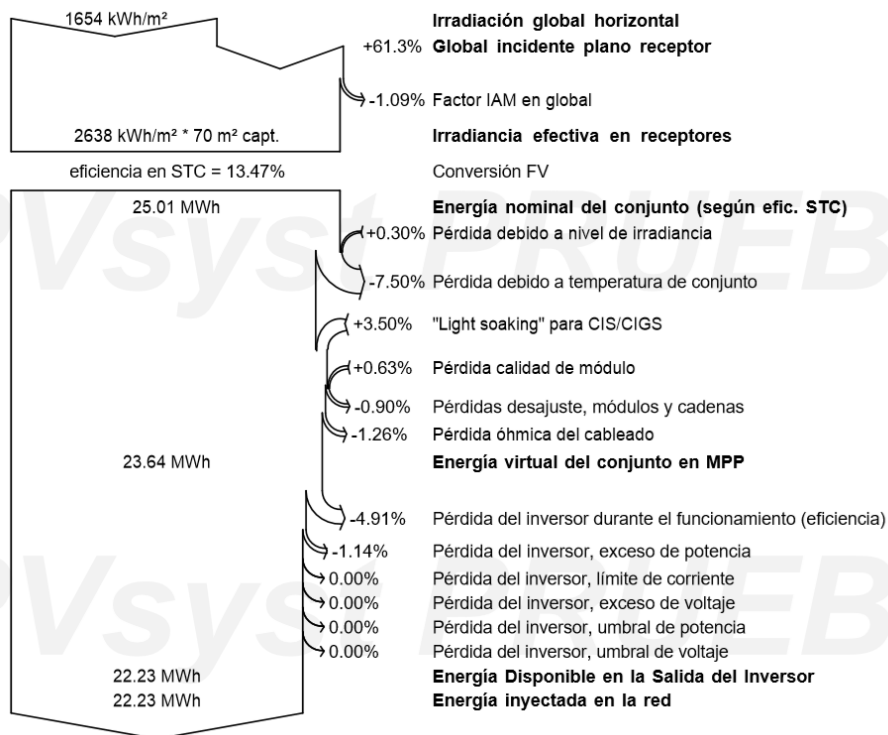 1654 kWh/m² Irradiación global horizontal
+61.3% Global incidente plano receptor
-1.09% Factor IAM en global
2638 kWh/m² * 70 m² capt. Irradiancia efectiva en receptores
eficiencia en STC = 13.47% Conversión FV
25.01 MWh Energía nominal del conjunto (según efic. STC)
+0.30% Pérdida debido a nivel de irradiancia
-7.50% Pérdida debido a temperatura de conjunto
+3.50% "Light soaking" para CIS/CIGS
+0.63% Pérdida calidad de módulo
-0.90% Pérdidas desajuste, módulos y cadenas
-1.26% Pérdida óhmica del cableado
23.64 MWh Energía virtual del conjunto en MPP
-4.91% Pérdida del inversor durante el funcionamiento (eficiencia)
-1.14% Pérdida del inversor, exceso de potencia
0.00% Pérdida del inversor, límite de corriente
0.00% Pérdida del inversor, exceso de voltaje
0.00% Pérdida del inversor, umbral de potencia
0.00% Pérdida del inversor, umbral de voltaje
22.23 MWh Energía Disponible en la Salida del Inversor
22.23 MWh Energía inyectada en la red
PVsyst PRUEB
PVsyst PRUEB